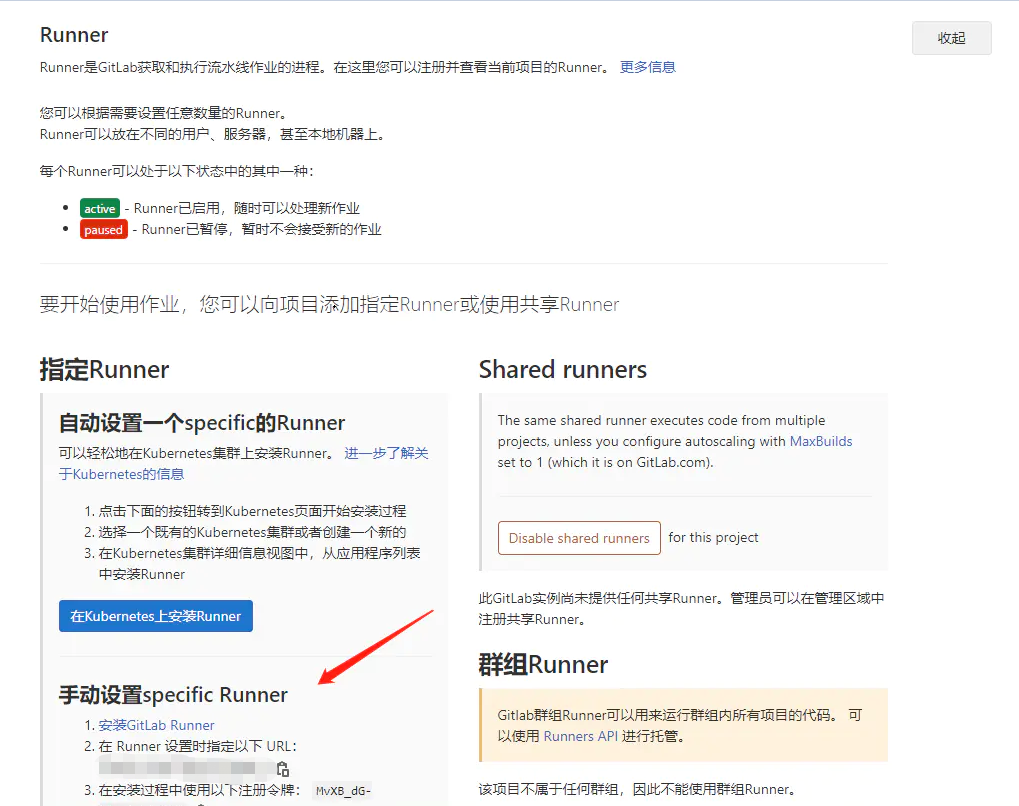 Runner
收起
Runner是GitLab获取和执行流水线作业的进程。在这里您可以注册并查看当前项目的Runner。 更多信息
您可以根据需要设置任意数量的Runner。
Runner可以放在不同的用户、服务器，甚至本地机器上。
每个Runner可以处于以下状态中的其中一种：
active - Runner已启用，随时可以处理新作业
paused - Runner已暂停，暂时不会接受新的作业
要开始使用作业，您可以向项目添加指定Runner或使用共享Runner
指定Runner
自动设置一个specific的Runner
可以轻松地在Kubernetes集群上安装Runner。 进一步了解关
于Kubernetes的信息
1. 点击下面的按钮转到Kubernetes页面开始安装过程
2. 选择一个既有的Kubernetes集群或者创建一个新的
3. 在Kubernetes集群详细信息视图中，从应用程序列表
中安装Runner
在Kubernetes上安装Runner
手动设置specific Runner
1. 安装GitLab Runner
2. 在 Runner 设置时指定以下 URL：
3. 在安装过程中使用以下注册令牌： MvXB_dG-
Shared runners
The same shared runner executes code from multiple
projects, unless you configure autoscaling with MaxBuilds
set to 1 (which it is on GitLab.com).
Disable shared runners for this project
此GitLab实例尚未提供任何共享Runner。管理员可以在管理区域中
注册共享Runner。
群组Runner
Gitlab群组Runner可以用来运行群组内所有项目的代码。 可
以使用 Runners API 进行托管。
该项目不属于任何群组，因此不能使用群组Runner。